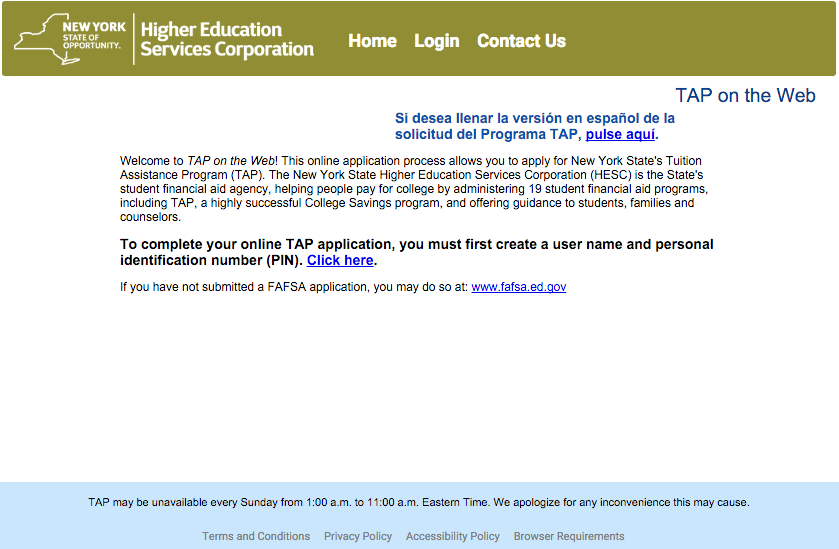 NEW YORK
STATE OF
OPPORTUNITY.
Higher Education
Services Corporation
Home Login Contact Us
TAP on the Web
Si desea llenar la versión en español de la
solicitud del Programa TAP, pulse aquí.
Welcome to TAP on the Web! This online application process allows you to apply for New York State's Tuition
Assistance Program (TAP). The New York State Higher Education Services Corporation (HESC) is the State's
student financial aid agency, helping people pay for college by administering 19 student financial aid programs,
including TAP, a highly successful College Savings program, and offering guidance to students, families and
counselors.
To complete your online TAP application, you must first create a user name and personal
identification number (PIN). Click here.
If you have not submitted a FAFSA application, you may do so at: www.fafsa.ed.gov
TAP may be unavailable every Sunday from 1:00 a.m. to 11:00 a.m. Eastern Time. We apologize for any inconvenience this may cause.
Terms and Conditions Privacy Policy Accessibility Policy Browser Requirements